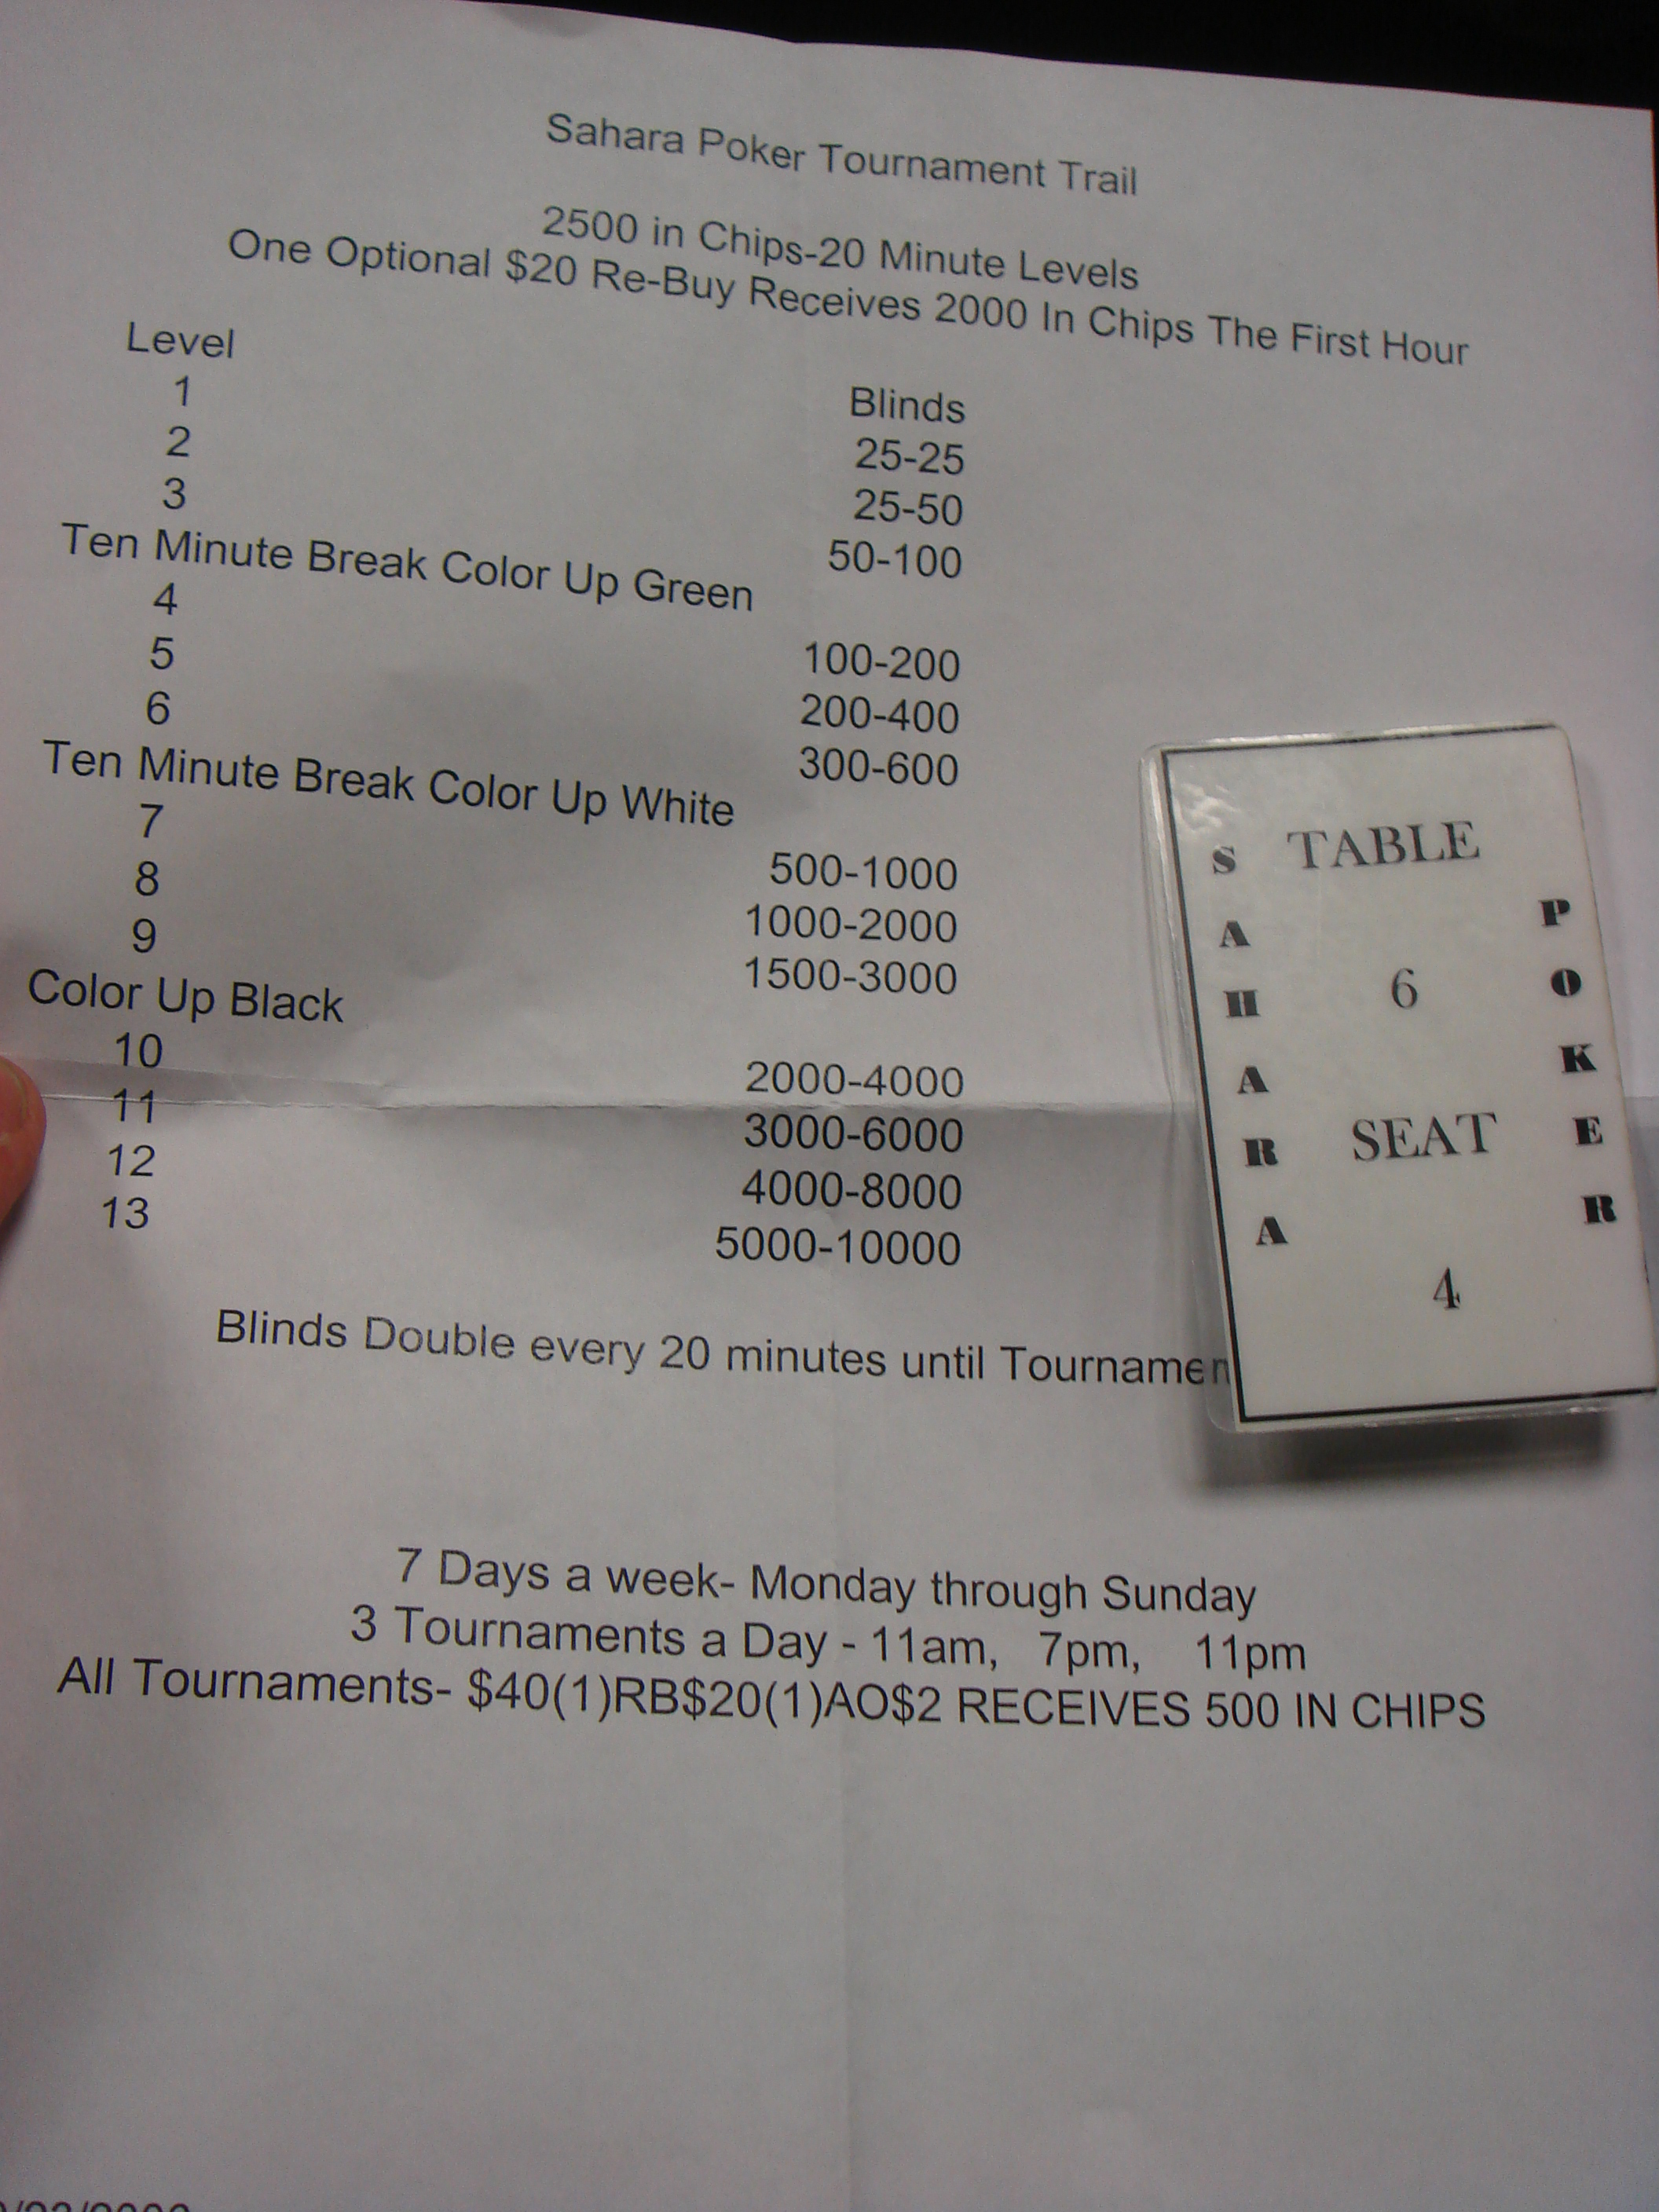 Sahara Poker Tournament Trail
2500 in Chips-20 Minute Levels
One Optional $20 Re-Buy Receives 2000 In Chips The First Hour
Level Blinds
1 25-25
2 25-50
3 50-100
Ten Minute Break Color Up Green
4 100-200
5 200-400
6 300-600
Ten Minute Break Color Up White
7 500-1000
8 1000-2000
9 1500-3000
Color Up Black
10 2000-4000
11 3000-6000
12 4000-8000
13 5000-10000
Blinds Double every 20 minutes until
7 Days a week- Monday through Sunday
3 Tournaments a Day - 11am, 7pm, 11pm
All Tournaments- $40(1)RB$20(1)AO$2 RECEIVES 500 IN CHIPS
SAHARA
TABLE
6
SEAT
4
POKER